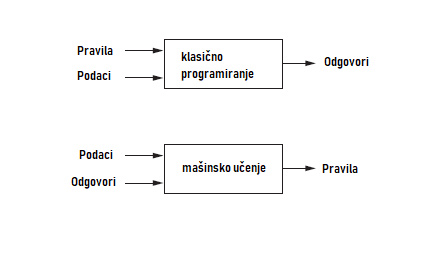 Pravila
Podaci
klasično
programiranje
Odgovori
Podaci
Odgovori
mašinsko učenje
Pravila